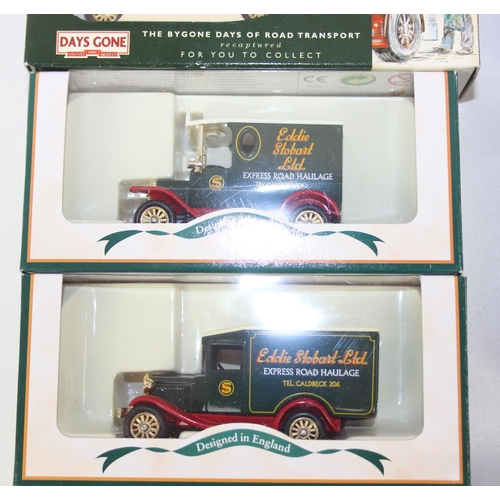 DAYS GONE
THE BYGONE DAYS OF ROAD TRANSPORT
recaptured
FOR YOU TO COLLECT
Eddie
Stobart
Ltd.
EXPRESS ROAD HAULAGE
S
Eddie Stobart Ltd.
EXPRESS ROAD HAULAGE
TEL. CALDBECK 206
S
Designed in England